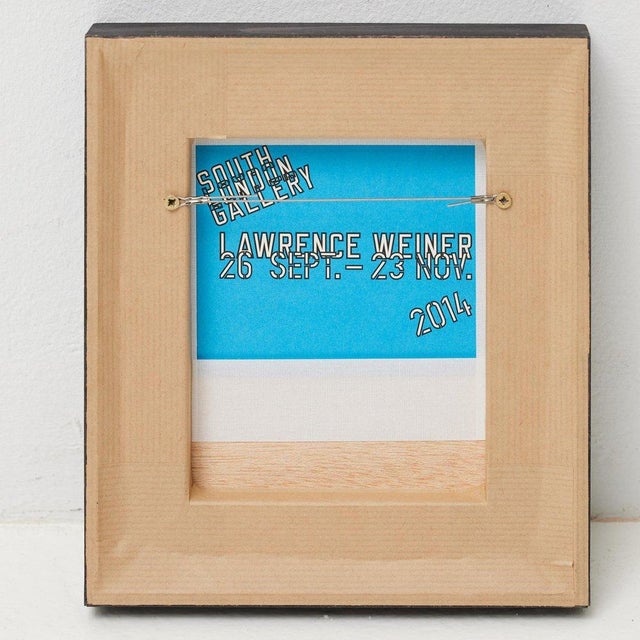 SOUTH
LONDON
GALLERY
LAWRENCE WEINER
26 SEPT. – 23 NOV.
2014